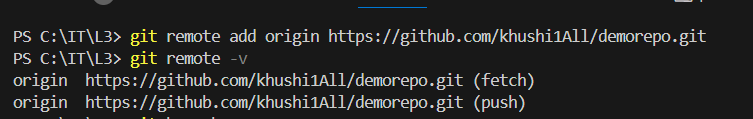 PS C:\IT\L3> git remote add origin https://github.com/khushi1All/demorepo.git
PS C:\IT\L3> git remote -v
origin  https://github.com/khushi1All/demorepo.git (fetch)
origin  https://github.com/khushi1All/demorepo.git (push)